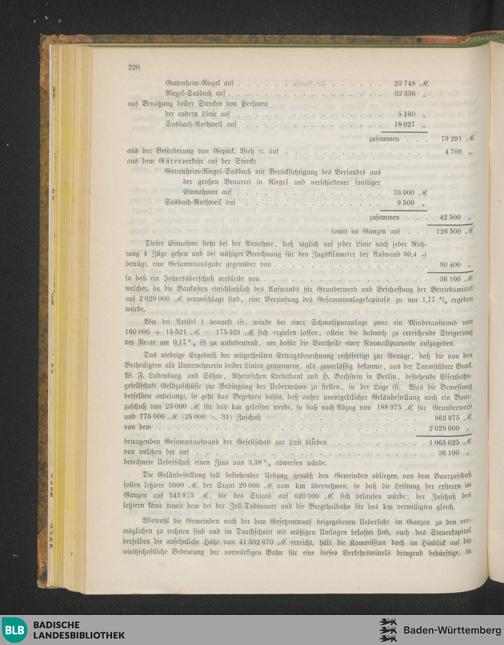 220
Gottenheim-Riegel auf . . . . . . . . . . . . . . 23 748 ℳ
Riegel-Sasbach auf . . . . . . . . . . . . . . . 32 336 „
aus Benützung beider Strecken von Personen
der andern Linie auf . . . . . . . . . . . . . . 5 180 „
Sasbach-Rothweil auf . . . . . . . . . . . . . . 18 027 „
zusammen . . . 79 291 ℳ
aus der Beförderung von Gepäck, Vieh ꝛc. auf . . . . . . . . . . . . . 4 700 „
aus dem Güterverkehr auf der Strecke
Gottenheim-Riegel-Sasbach mit Berücksichtigung des Versandts aus
der großen Brauerei in Riegel und verschiedener sonstiger
Einnahmen auf . . . . . . . . . . . . . . . 33 000 ℳ
Sasbach-Rothweil auf . . . . . . . . . . . . . . 9 500 „
zusammen . . . 42 500 „
somit im Ganzen auf . . . 126 500 ℳ
Dieser Einnahme steht bei der Annahme, daß täglich auf jeder Linie nach jeder Rich-
tung 4 Züge gehen und bei mäßiger Berechnung für den Zugskilometer der Aufwand 90,4 ₰
beträgt, eine Gesammtausgabe gegenüber von . . . . . . . . . . . . . 90 400 „
so daß ein Jahresüberschuß verbleibt von . . . . . . . . . . . . . . 36 100 ℳ
welcher, da die Baukosten einschließlich des Aufwands für Grunderwerb und Beschaffung der Betriebsmittel
auf 2 029 000 ℳ veranschlagt sind, eine Verzinsung des Gesammtanlagekapitals zu nur 1,77 % ergeben
würde.
Wie bei Artikel 1 bemerkt ist, würde bei einer Schmalspuranlage zwar ein Minderaufwand von
160 000 + 15 521 ℳ = 175 521 ℳ sich erzielen lassen, allein die dadurch zu erreichende Steigerung
der Rente um 0,17 % ist zu unbedeutend, um dafür die Vortheile einer Normalspurweite aufzugeben.
Das niedrige Ergebniß der mitgetheilten Ertragsberechnung rechtfertigt zur Genüge, daß die von den
Betheiligten als Unternehmerin beider Linien gewonnene, als zuverlässig bekannte, aus der Darmstädter Bank,
W. H. Ladenburg und Söhne, Rheinischen Kreditbank und H. Bachstein in Berlin, bestehende Eisenbahn-
gesellschaft Geldzuschüsse zur Bedingung der Uebernahme zu stellen, in der Lage ist. Was die Bemessung
derselben anbelangt, so geht das Begehren dahin, daß außer unentgeltlicher Geländestellung noch ein Baar-
zuschuß von 25 000 ℳ für das km geleistet werde, so daß nach Abzug von 188 975 ℳ für Grunderwerb
und 775 000 ℳ (25 000 × 31) Zuschuß . . . . . . . . . . . . . . 963 975 ℳ
von dem . . . . . . . . . . . . . . . . . . . . . . . 2 029 000 „
betragenden Gesammtaufwand der Gesellschaft zur Last blieben . . . . . . . . 1 065 025 ℳ
von welchen der auf . . . . . . . . . . . . . . . . . . . 36 100 „
berechnete Ueberschuß einen Zins von 3,38 % abwerfen würde.
Die Geländestellung soll bestehender Uebung gemäß den Gemeinden obliegen, von dem Baarzuschuß
sollen letztere 5000 ℳ, der Staat 20 000 ℳ vom km übernehmen, so daß die Leistung der ersteren im
Ganzen auf 343 975 ℳ, die des Staats auf 620 000 ℳ sich belaufen würde; der Zuschuß des
letztern käme damit dem bei der Zell-Todtnauer und die Bregthalbahn für das km verwilligten gleich.
Wiewohl die Gemeinden nach der dem Gesetzentwurf beigegebenen Uebersicht im Ganzen zu den ver-
möglichen zu rechnen sind und im Durchschnitt mit mäßigen Umlagen belastet sind, auch das Steuerkapital
derselben die ansehnliche Höhe von 41 502 670 ℳ erreicht, hält die Kommission doch im Hinblick auf die
wirthschaftliche Bedeutung der vorwürfigen Bahn für eine dieses Verkehrsmittels dringend bedürftige, in
BLB BADISCHE
LANDESBIBLIOTHEK
Baden-Württemberg